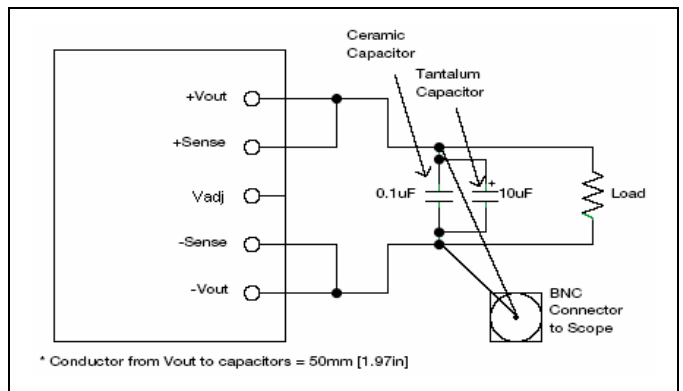 Ceramic
Capacitor
Tantalum
Capacitor
+Vout
+Sense
Vadj
-Sense
-Vout
0.1uF
+
10uF
Load
BNC
Connector
to Scope
* Conductor from Vout to capacitors = 50mm [1.97in]